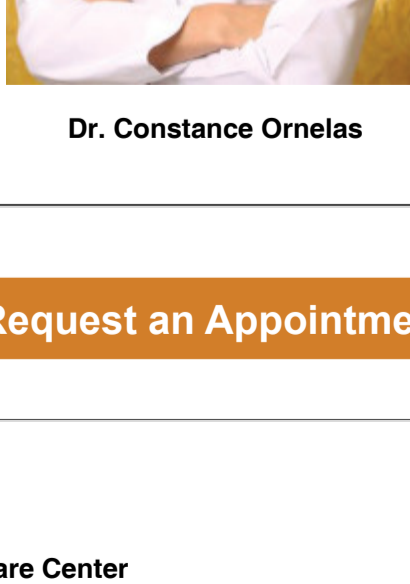 Dr. Constance Ornelas
Request an Appointme
are Center